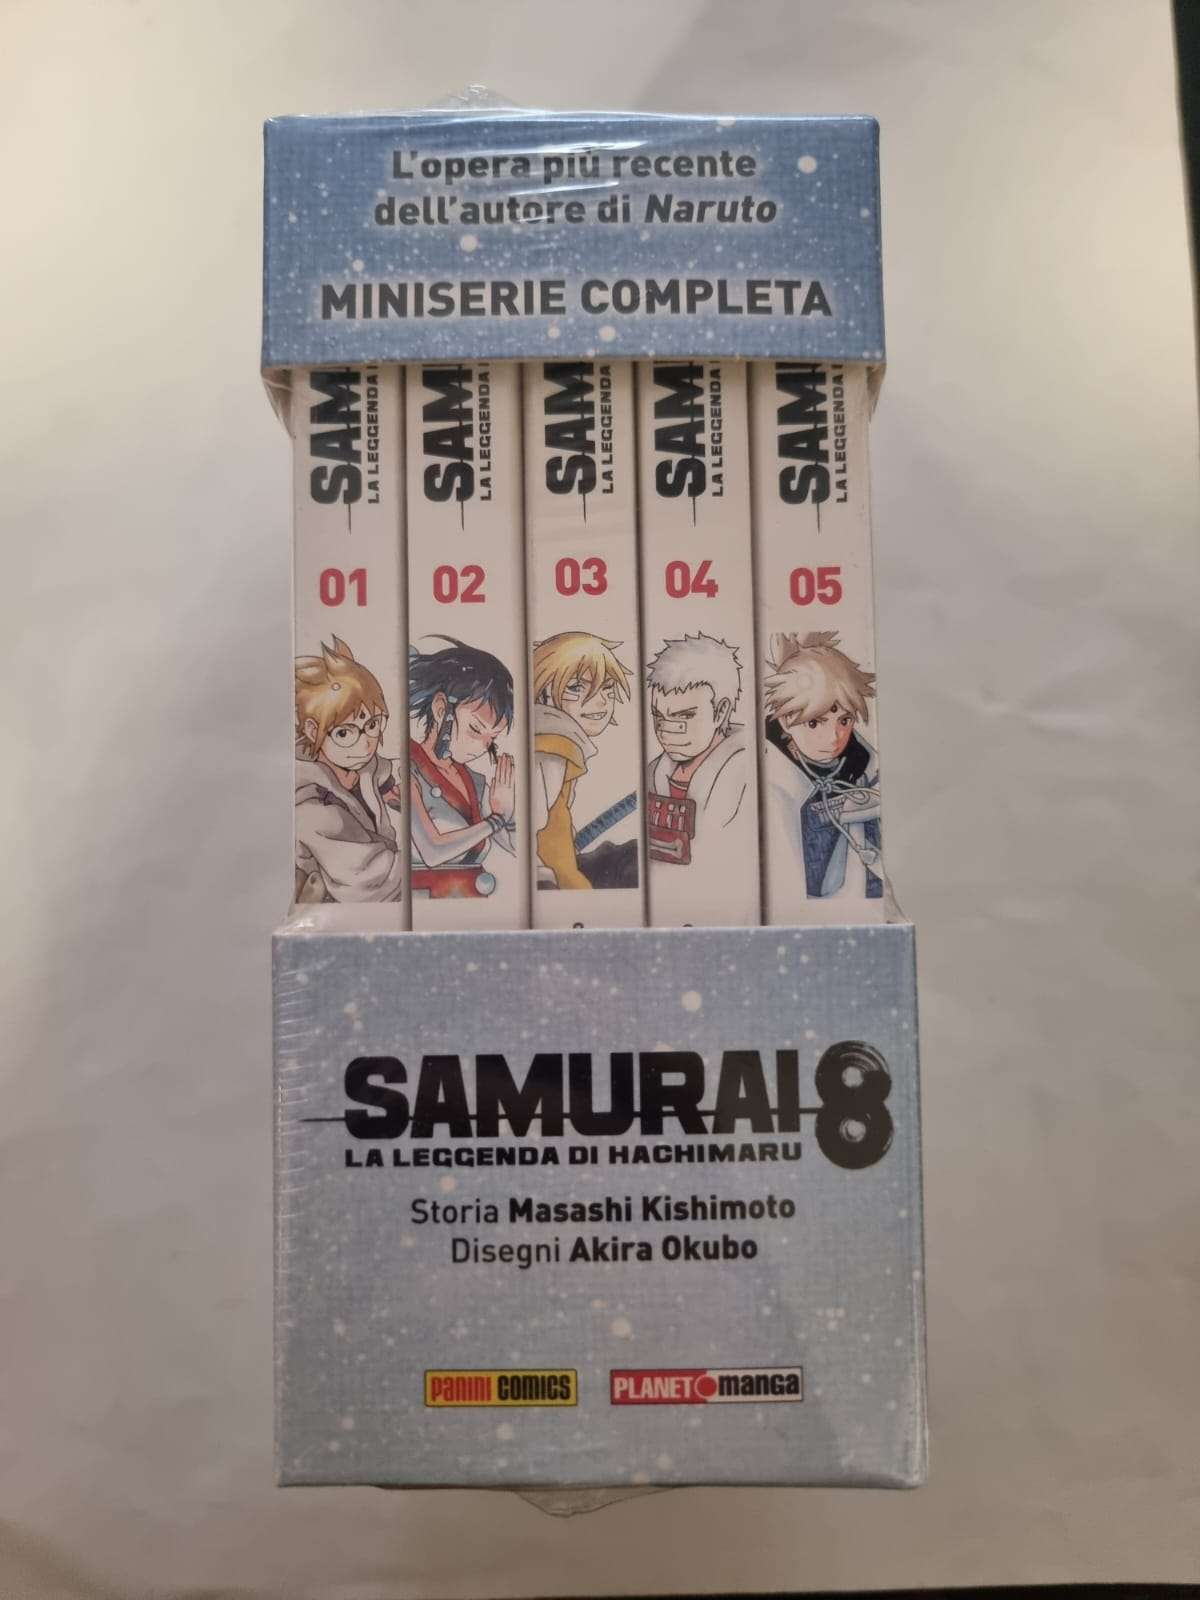 L'opera più recente
dell'autore di Naruto
MINISERIE COMPLETA
SAM
LA LEGGENDA
01
SAM
LA LEGGENDA
02
SAM
LA LEGGENDA
03
SAM
LA LEGGENDA
04
SAM
LA LEGGENDA
05
SAMURAI8
LA LEGGENDA DI HACHIMARU
Storia Masashi Kishimoto
Disegni Akira Okubo
PANINI COMICS
PLANET manga